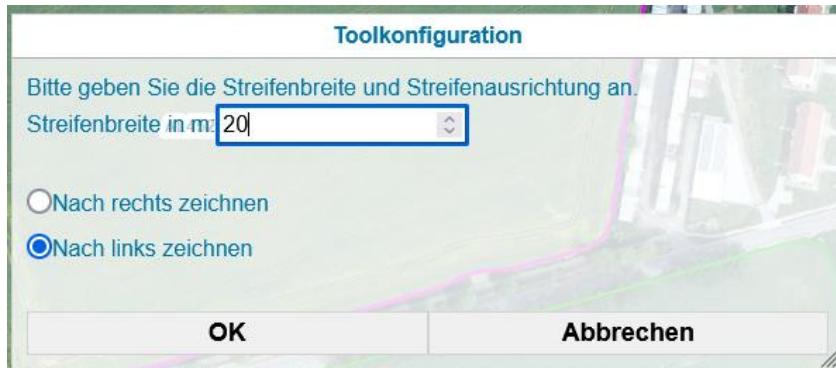 Toolkonfiguration
Bitte geben Sie die Streifenbreite und Streifenausrichtung an.
Streifenbreite in m: 20
Nach rechts zeichnen
Nach links zeichnen
OK Abbrechen